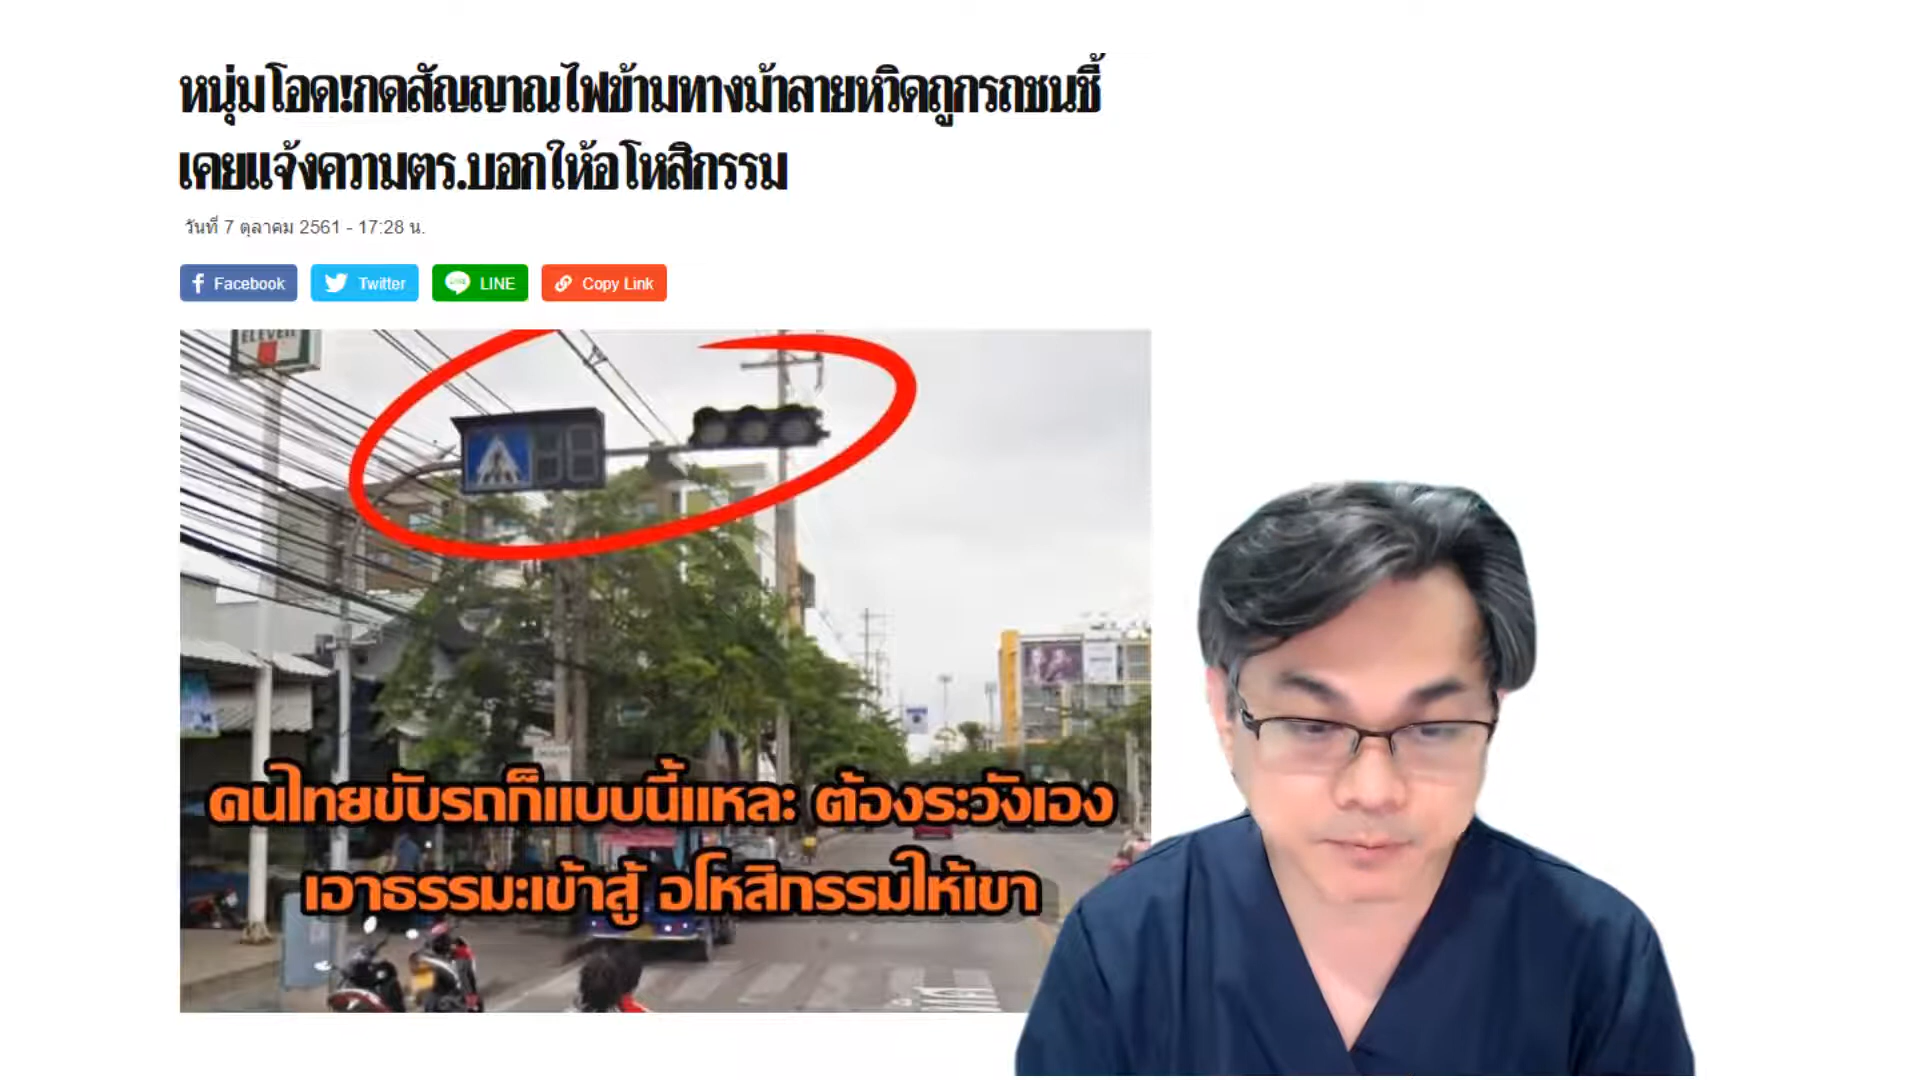 หนุ่มโอด!กดสัญญาณไฟข้ามทางม้าลายหวิดถูกรถชนชี้
เคยแจ้งความตร.บอกให้อโหสิกรรม
วันที่ 7 ตุลาคม 2561 - 17:28 น.
Facebook Twitter LINE Copy Link
ELEVEN
คนไทยขับรถก็แบบนี้แหละ ต้องระวังเอง
เอาธรรมะเข้าสู้ อโหสิกรรมให้เขา